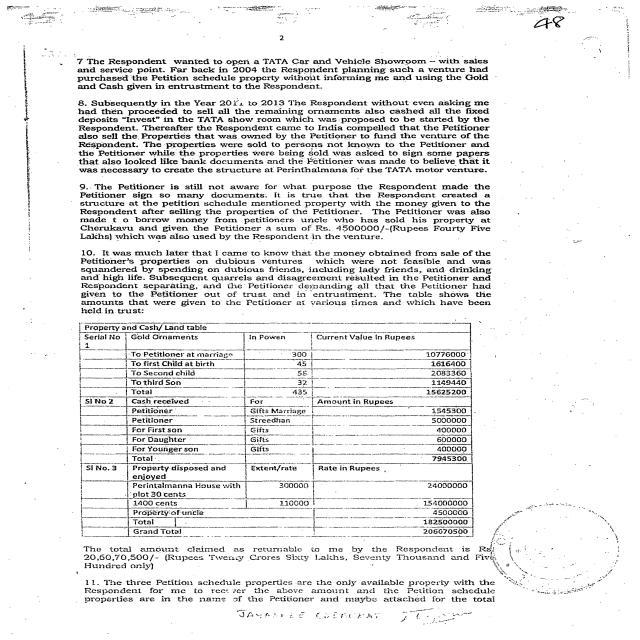 48
2
7 The Respondent wanted to open a TATA Car and Vehicle Showroom – with sales
and service point. Far back in 2004 the Respondent planning such a venture had
purchased the Petition schedule property without informing me and using the Gold
and Cash given in entrustment to the Respondent.
8. Subsequently in the Year to 2013 The Respondent without even asking me
had then proceeded to sell all the remaining ornaments also cashed all the fixed
deposits "Invest" in the TATA show room which was proposed to be started by the
Respondent. Thereafter the Respondent came to India compelled that the Petitioner
also sell the Properties that was owned by the Petitioner to fund the venture of the
Respondent. The properties were sold to persons not known to the Petitioner and
the Petitioner while the properties were being sold was asked to sign some papers
that also looked like bank documents and the Petitioner was made to believe that it
was necessary to create the structure at Perinthalmana for the TATA motor venture.
9. The Petitioner is still not aware for what purpose the Respondent made the
Petitioner sign so many documents. It is true that the Respondent created a
structure at the petition schedule mentioned property with the money given to the
Respondent after selling the properties of the Petitioner. The Petitioner was also
made t o borrow money from petitioners uncle who has sold his property at
Cherukavu and given the Petitioner a sum of Rs. 4500000/-(Rupees Fourty Five
Lakhs) which was also used by the Respondent in the venture.
10. It was much later that I came to know that the money obtained from sale of the
Petitioner's properties on dubious ventures which were not feasible and was
squandered by spending on dubious friends, including lady friends, and drinking
and high life. Subsequent quarrels and disagreement resulted in the Petitioner and
Respondent separating, and the Petitioner demanding all that the Petitioner had
given to the Petitioner out of trust and in entrustment. The table shows the
amounts that were given to the Petitioner at various times and which have been
held in trust:
Property and Cash/ Land table
Serial No 1 Gold Ornaments In Powen Current Value in Rupees
To Petitioner at marriage 300 10776000
To first Child at birth 45 1616400
To Second child 58 2083360
To third Son 32 1149440
Total 435 15625200
Sl No 2 Cash received For Amount in Rupees
Petitioner Gifts Marriage 1545300
Petitioner Streedhan 5000000
For First son Gifts 400000
For Daughter Gifts 600000
For Younger son Gifts 400000
Total 7945300
Sl No. 3 Property disposed and enjoyed Extent/rate Rate in Rupees
Perintalmanna House with plot 30 cents 300000 24000000
1400 cents 110000 154000000
Property of uncle 4500000
Total 182500000
Grand Total 206070500
The total amount claimed as returnable to me by the Respondent is Rs
20,60,70,500/- (Rupees Twenty Crores Sixty Lakhs, Seventy Thousand and Five
Hundred only)
11. The three Petition schedule properties are the only available property with the
Respondent for me to recover the above amount and the Petition schedule
properties are in the name of the Petitioner and maybe attached for the total